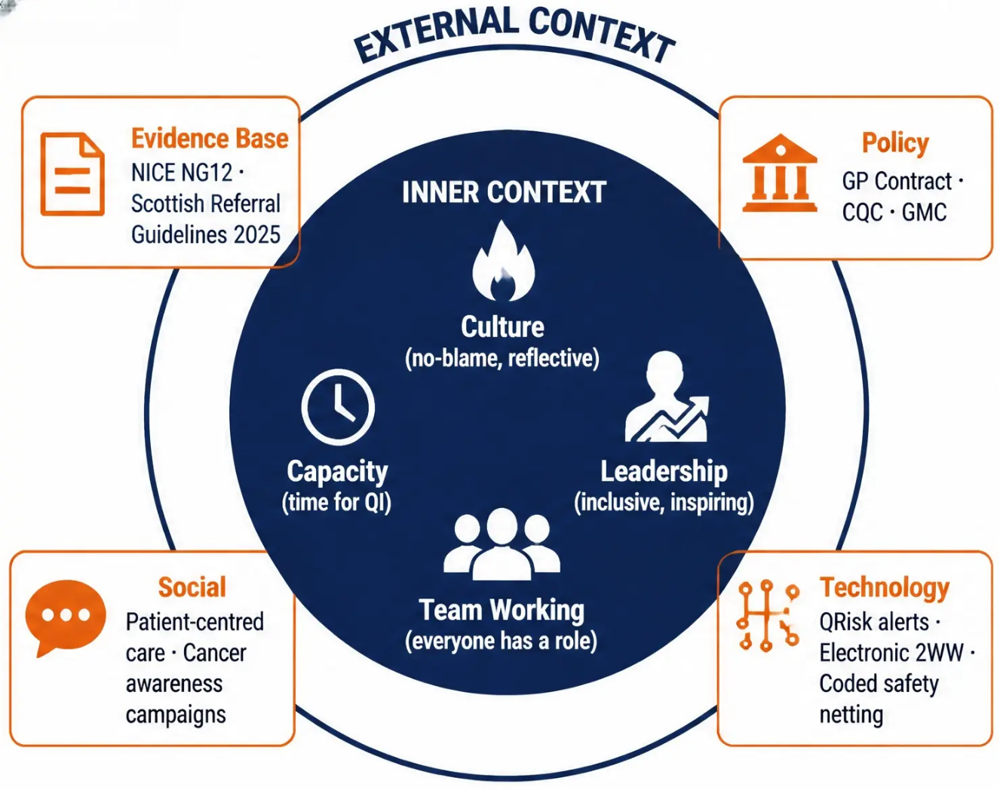 EXTERNAL CONTEXT
Evidence Base
NICE NG12 ·
Scottish Referral
Guidelines 2025
Policy
GP Contract ·
CQC · GMC
INNER CONTEXT
Culture
(no-blame, reflective)
Capacity
(time for QI)
Leadership
(inclusive, inspiring)
Team Working
(everyone has a role)
Social
Patient-centred
care · Cancer
awareness
campaigns
Technology
QRisk alerts ·
Electronic 2WW ·
Coded safety
netting